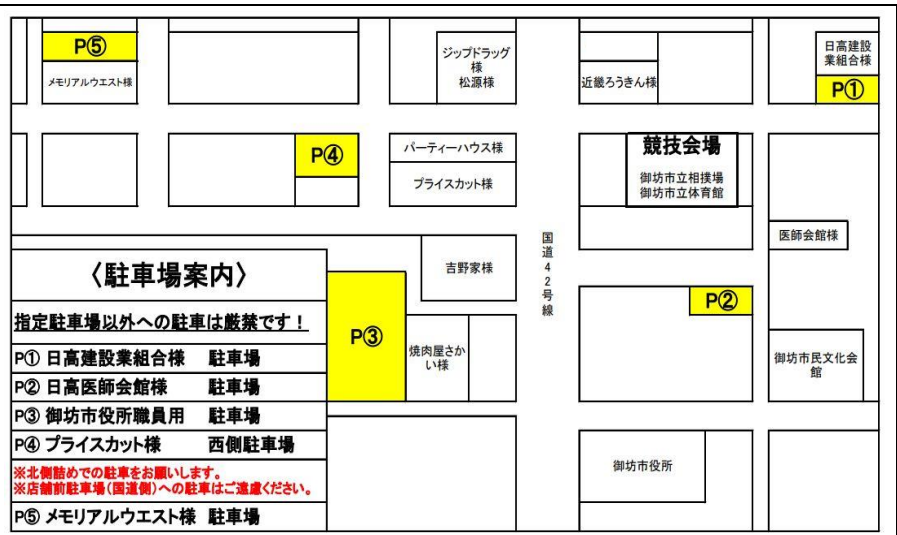 P⑤
メモリアルウエスト様
ジップドラッグ
様
松源様
近畿ろうきん様
日高建設
業組合様
P①
P④
パーティーハウス様
プライスカット様
競技会場
御坊市立相撲場
御坊市立体育館
医師会館様
国道42号線
吉野家様
P③
焼肉屋さか
い様
P②
御坊市民文化会
館
御坊市役所
〈駐車場案内〉
指定駐車場以外への駐車は厳禁です！
P① 日高建設業組合様 駐車場
P② 日高医師会館様 駐車場
P③ 御坊市役所職員用 駐車場
P④ プライスカット様 西側駐車場
※北側詰めでの駐車をお願いします。
※店舗前駐車場（国道側）への駐車はご遠慮ください。
P⑤ メモリアルウエスト様 駐車場